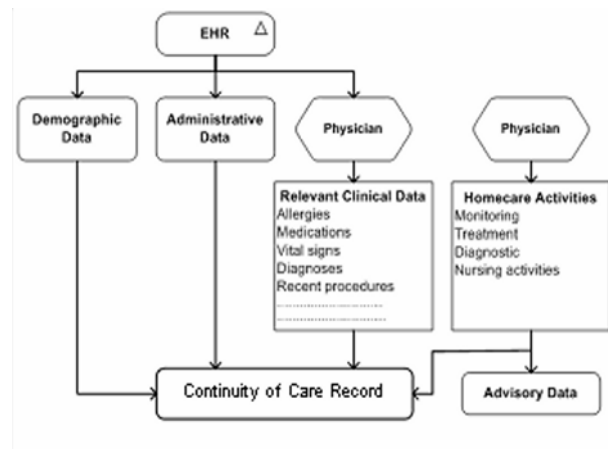 EHR
Demographic
Data
Administrative
Data
Physician
Physician
Relevant Clinical Data
Allergies
Medications
Vital signs
Diagnoses
Recent procedures
................................
................................
Homecare Activities
Monitoring
Treatment
Diagnostic
Nursing activities
Continuity of Care Record
Advisory Data